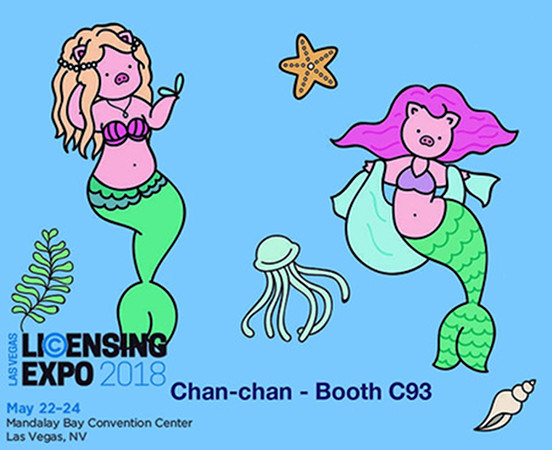 LAS VEGAS
LICENSING
EXPO 2018
Chan-chan - Booth C93
May 22-24
Mandalay Bay Convention Center
Las Vegas, NV